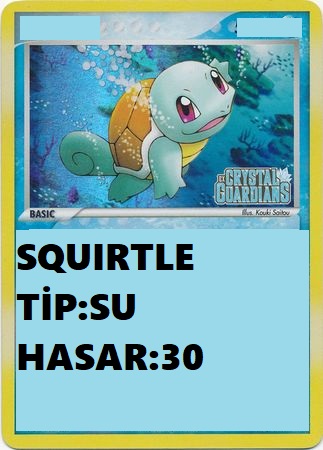 EX CRYSTAL
GUARDIANS
BASIC
Illus. Kouki Saitou
SQUIRTLE
TİP:SU
HASAR:30